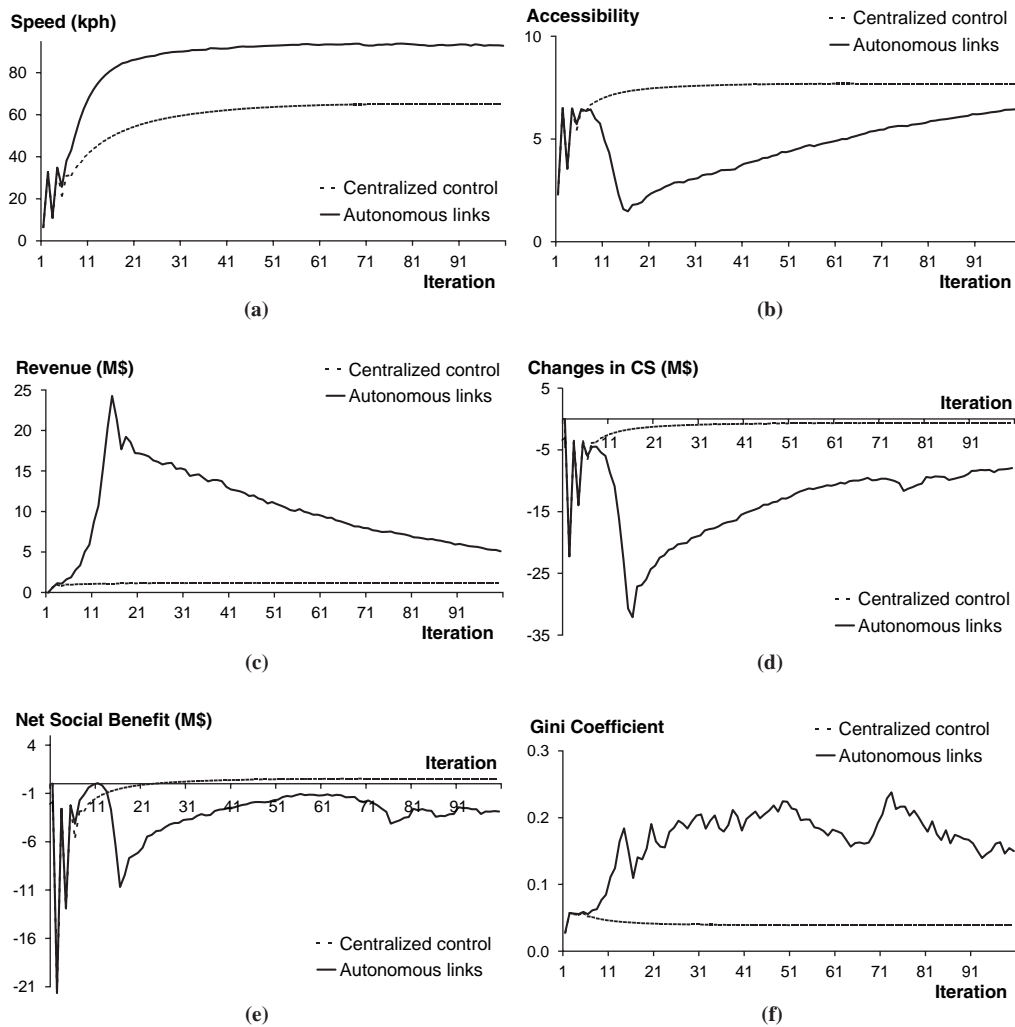 Speed (kph)
80
60
40
20
0
Centralized control
Autonomous links
1 11 21 31 41 51 61 71 81 91
Iteration
(a)
Accessibility
Centralized control
Autonomous links
10
5
0
1 11 21 31 41 51 61 71 81 91
Iteration
(b)
Revenue (M$)
Centralized control
Autonomous links
25
20
15
10
5
0
1 11 21 31 41 51 61 71 81 91
Iteration
(c)
Changes in CS (M$)
5
Iteration
1 11 21 31 41 51 61 71 81 91
-5
-15
-25
-35
Centralized control
Autonomous links
(d)
Net Social Benefit (M$)
4
Iteration
-1
1 11 21 31 41 51 61 71 81 91
-6
-11
-16
-21
Centralized control
Autonomous links
(e)
Gini Coefficient
Centralized control
Autonomous links
0.3
0.2
0.1
0.0
1 11 21 31 41 51 61 71 81 91
Iteration
(f)